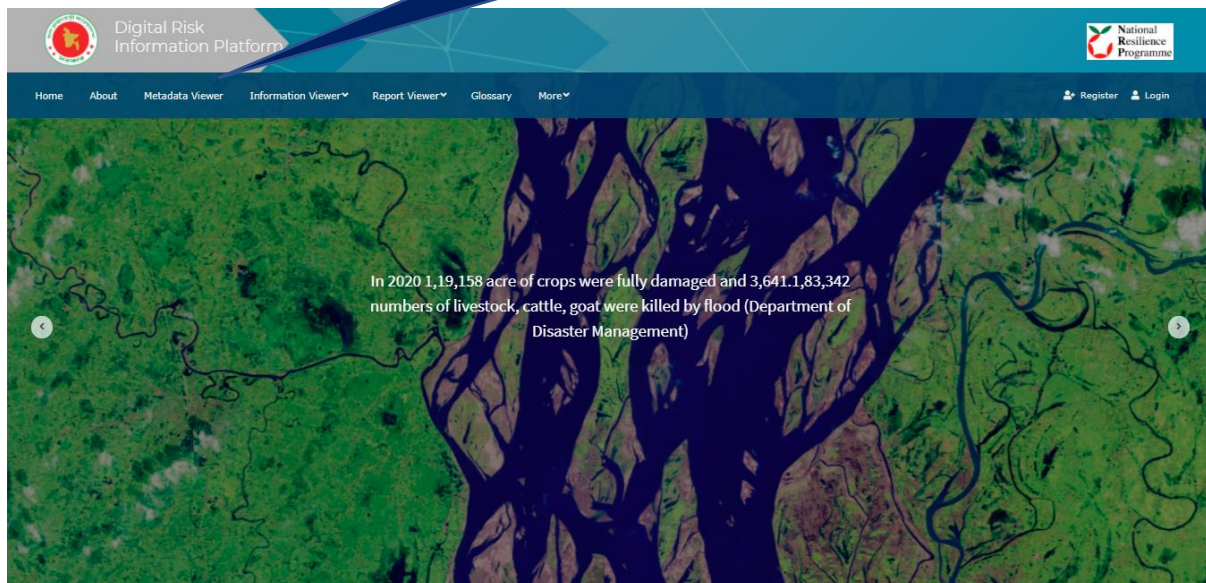 Digital Risk
Information Platform
National
Resilience
Programme
Home About Metadata Viewer Information Viewer Report Viewer Glossary More Register Login
In 2020 1,19,158 acre of crops were fully damaged and 3,641.1,83,342
numbers of livestock, cattle, goat were killed by flood (Department of
Disaster Management)